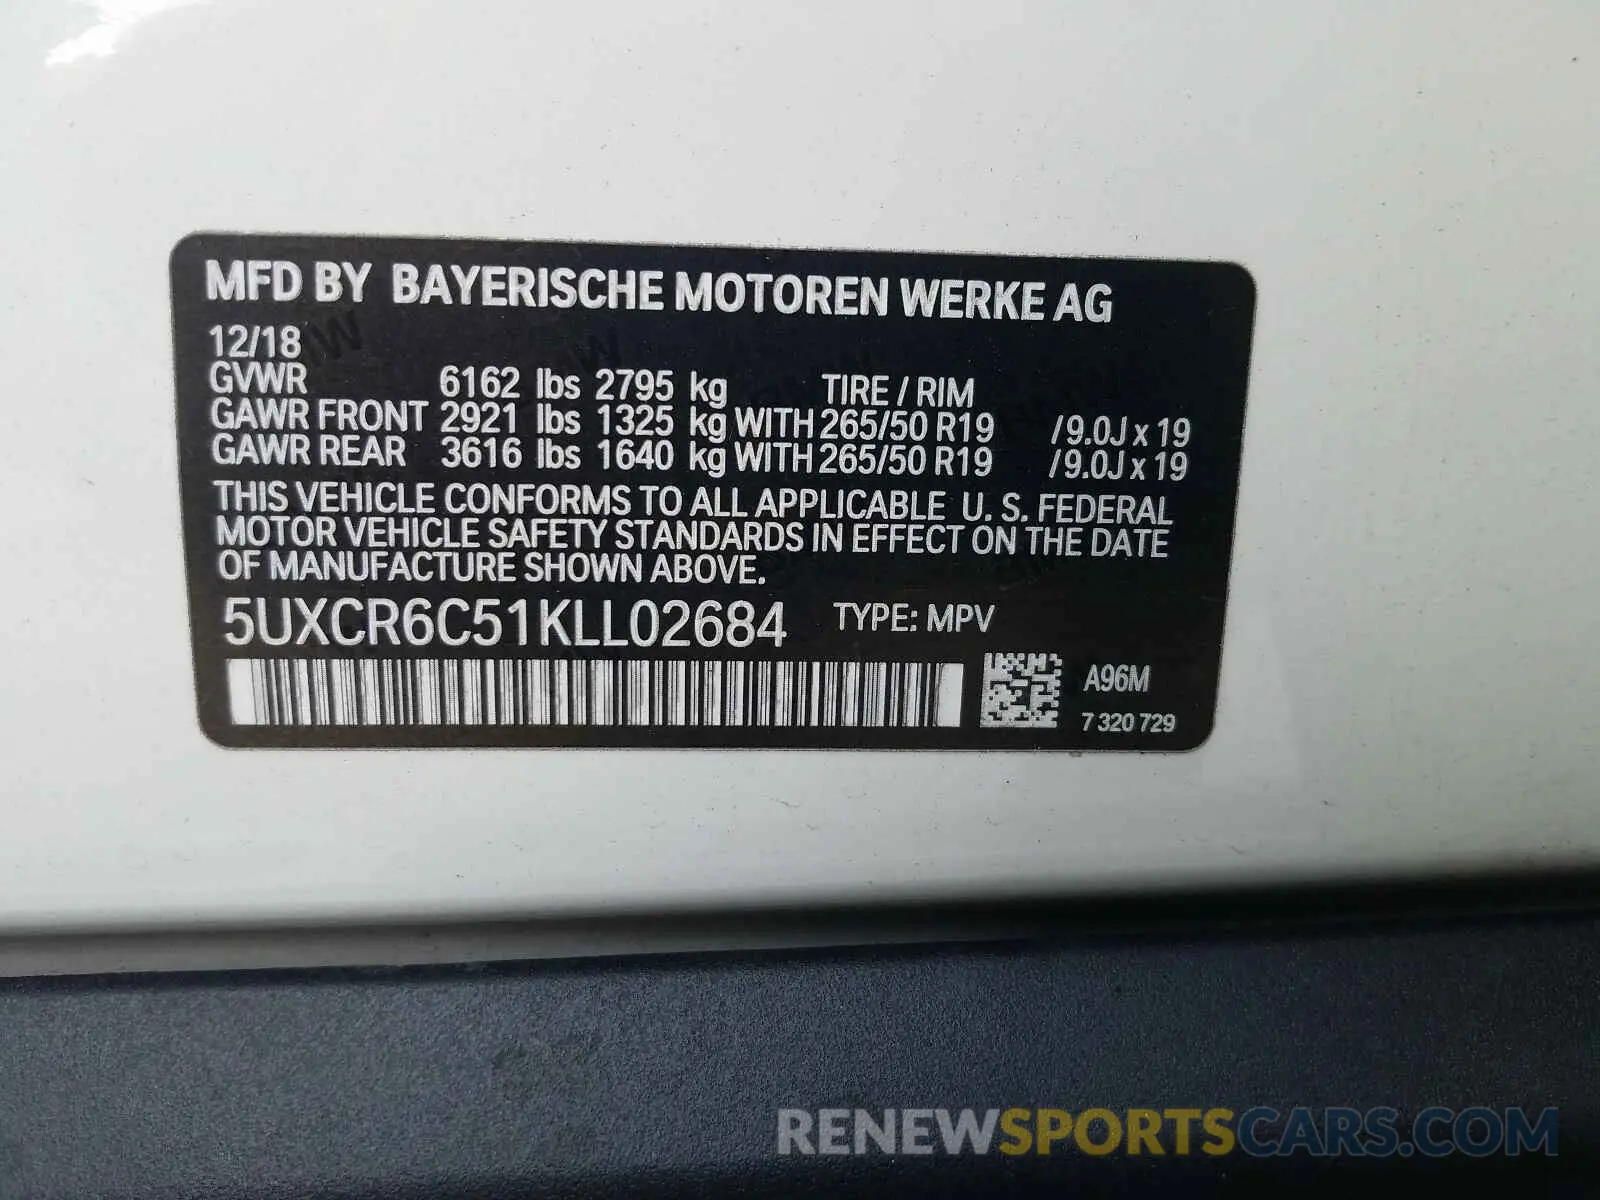 MFD BY BAYERISCHE MOTOREN WERKE AG
12/18
GVWR 6162 lbs 2795 kg TIRE / RIM
GAWR FRONT 2921 lbs 1325 kg WITH 265/50 R19 /9.0J x 19
GAWR REAR 3616 lbs 1640 kg WITH 265/50 R19 /9.0J x 19
THIS VEHICLE CONFORMS TO ALL APPLICABLE U. S. FEDERAL
MOTOR VEHICLE SAFETY STANDARDS IN EFFECT ON THE DATE
OF MANUFACTURE SHOWN ABOVE.
5UXCR6C51KLL02684 TYPE: MPV
A96M
7 320 729
RENEWSPORTSCARS.COM